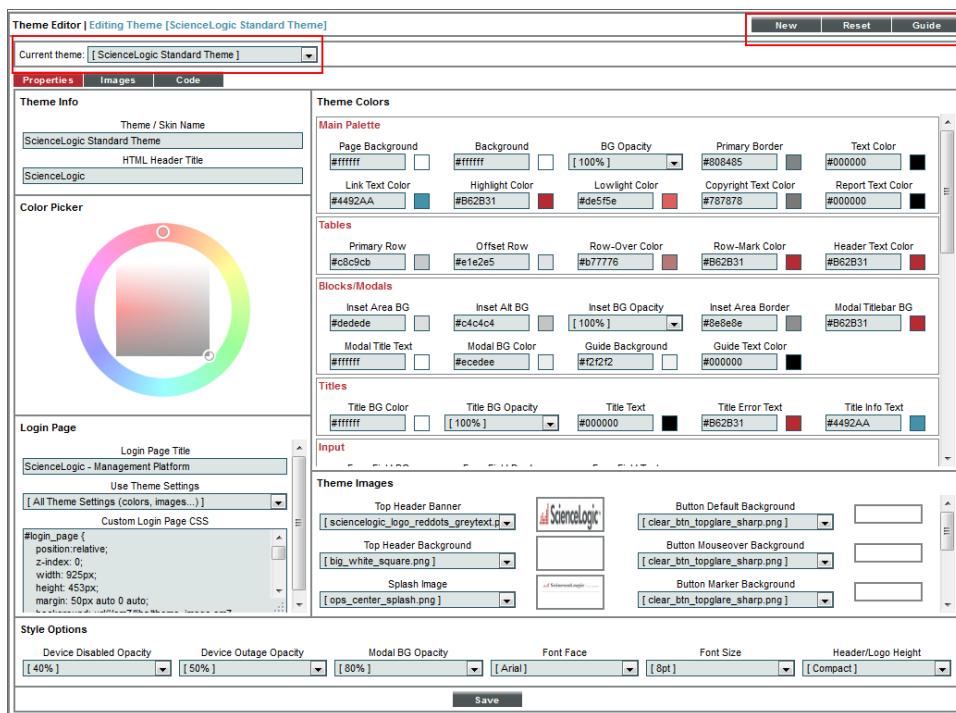 Theme Editor | Editing Theme [ScienceLogic Standard Theme]
New Reset Guide
Current theme: [ ScienceLogic Standard Theme ]
Properties Images Code
Theme Info
Theme / Skin Name
ScienceLogic Standard Theme
HTML Header Title
ScienceLogic
Color Picker
Login Page
Login Page Title
ScienceLogic - Management Platform
Use Theme Settings
[ All Theme Settings (colors, images...) ]
Custom Login Page CSS
#login_page {
position:relative;
z-index: 0;
width: 925px;
height: 453px;
margin: 50px auto 0 auto;
Theme Colors
Main Palette
Page Background Background BG Opacity Primary Border Text Color
#ffffff #ffffff [ 100% ] #808485 #000000
Link Text Color Highlight Color Lowlight Color Copyright Text Color Report Text Color
#4492AA #B62B31 #de5f5e #787878 #000000
Tables
Primary Row Offset Row Row-Over Color Row-Mark Color Header Text Color
#c8c9cb #e1e2e5 #b77776 #B62B31 #B62B31
Blocks/Modals
Inset Area BG Inset Alt BG Inset BG Opacity Inset Area Border Modal Titlebar BG
#dedede #c4c4c4 [ 100% ] #8e8e8e #B62B31
Modal Title Text Modal BG Color Guide Background Guide Text Color
#ffffff #ecedee #f2f2f2 #000000
Titles
Title BG Color Title BG Opacity Title Text Title Error Text Title Info Text
#ffffff [ 100% ] #000000 #B62B31 #4492AA
Input
Theme Images
Top Header Banner
[ sciencelogic_logo_reddots_greytext.p
ScienceLogic
Button Default Background
[ clear_btn_topglare_sharp.png ]
Top Header Background
[ big_white_square.png ]
Button Mouseover Background
[ clear_btn_topglare_sharp.png ]
Splash Image
[ ops_center_splash.png ]
ScienceLogic
Button Marker Background
[ clear_btn_topglare_sharp.png ]
Style Options
Device Disabled Opacity Device Outage Opacity Modal BG Opacity Font Face Font Size Header/Logo Height
[ 40% ] [ 50% ] [ 80% ] [ Arial ] [ 8pt ] [ Compact ]
Save